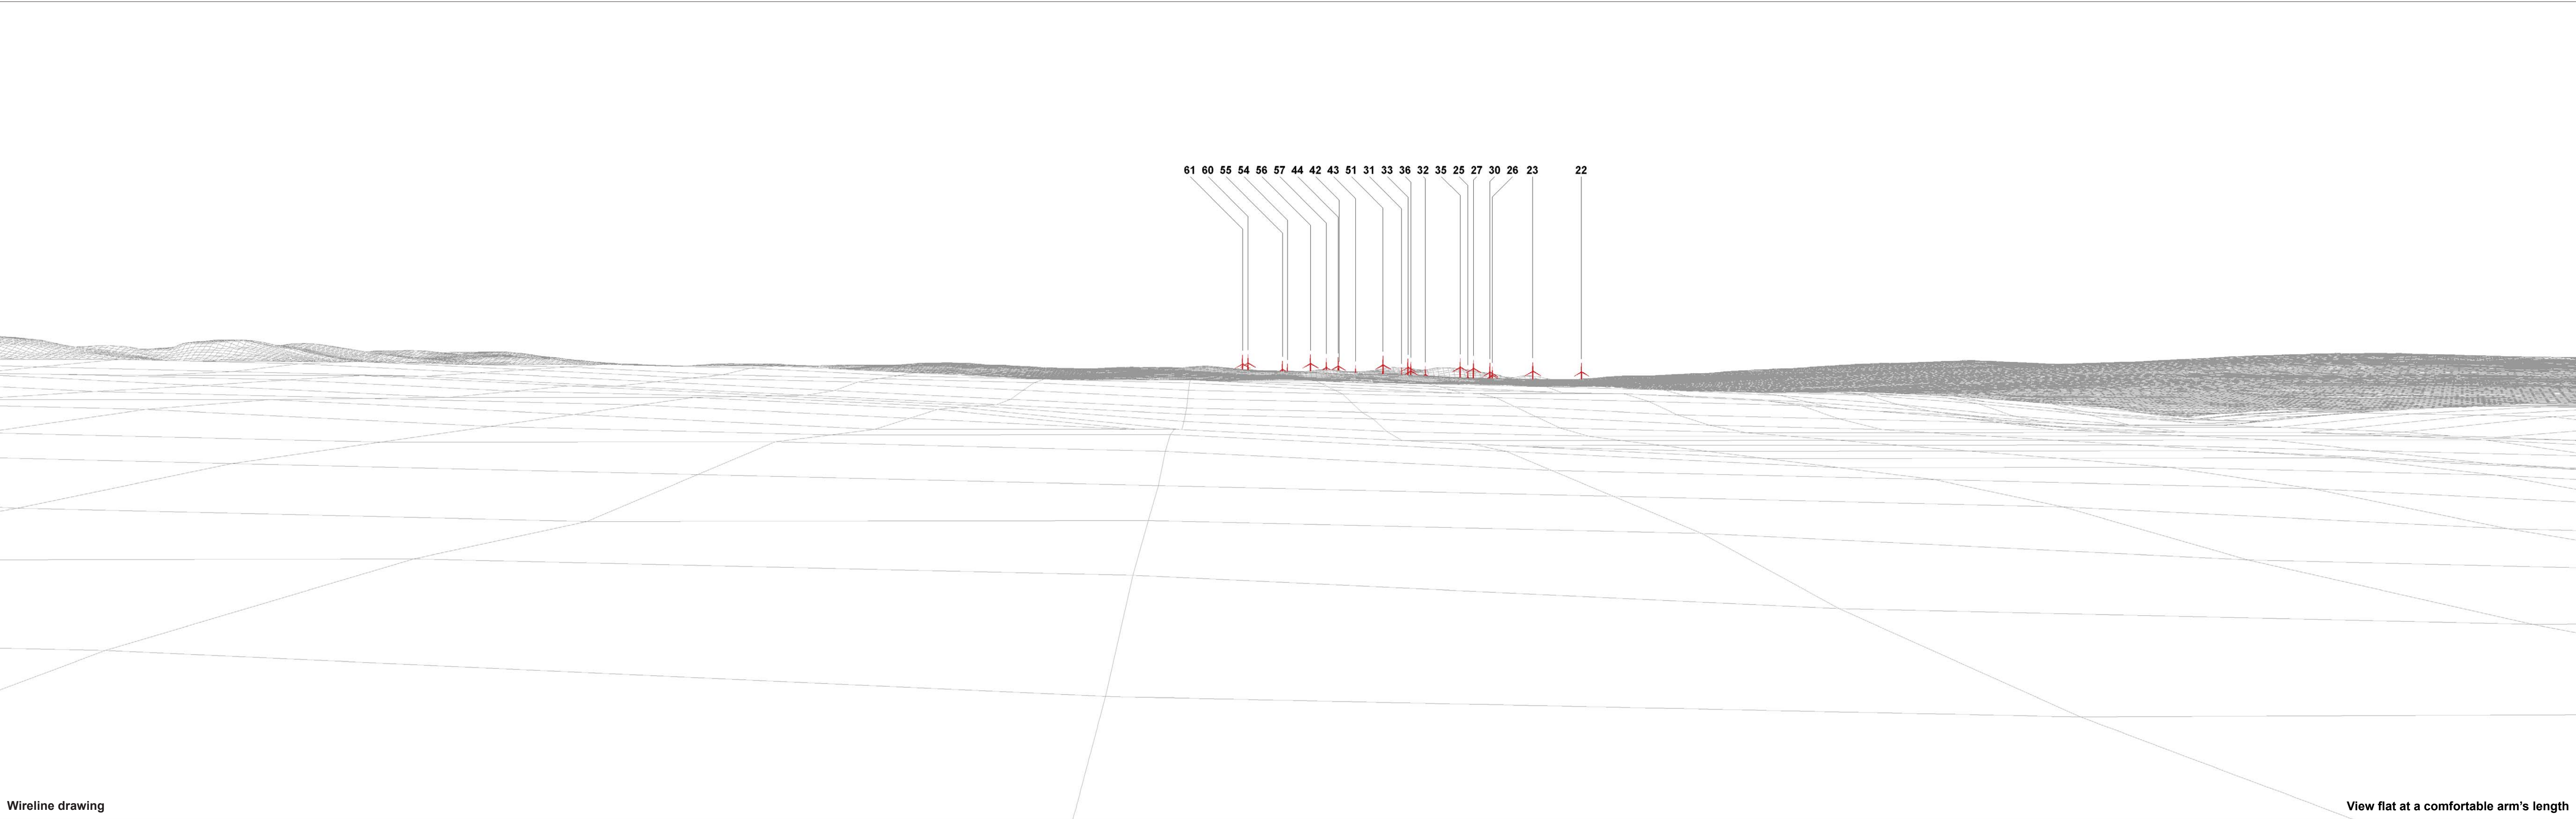 61 60 55 54 56 57 44 42 43 51 31 33 36 32 35 25 27 30 26 23 22
Wireline drawing
View flat at a comfortable arm’s length